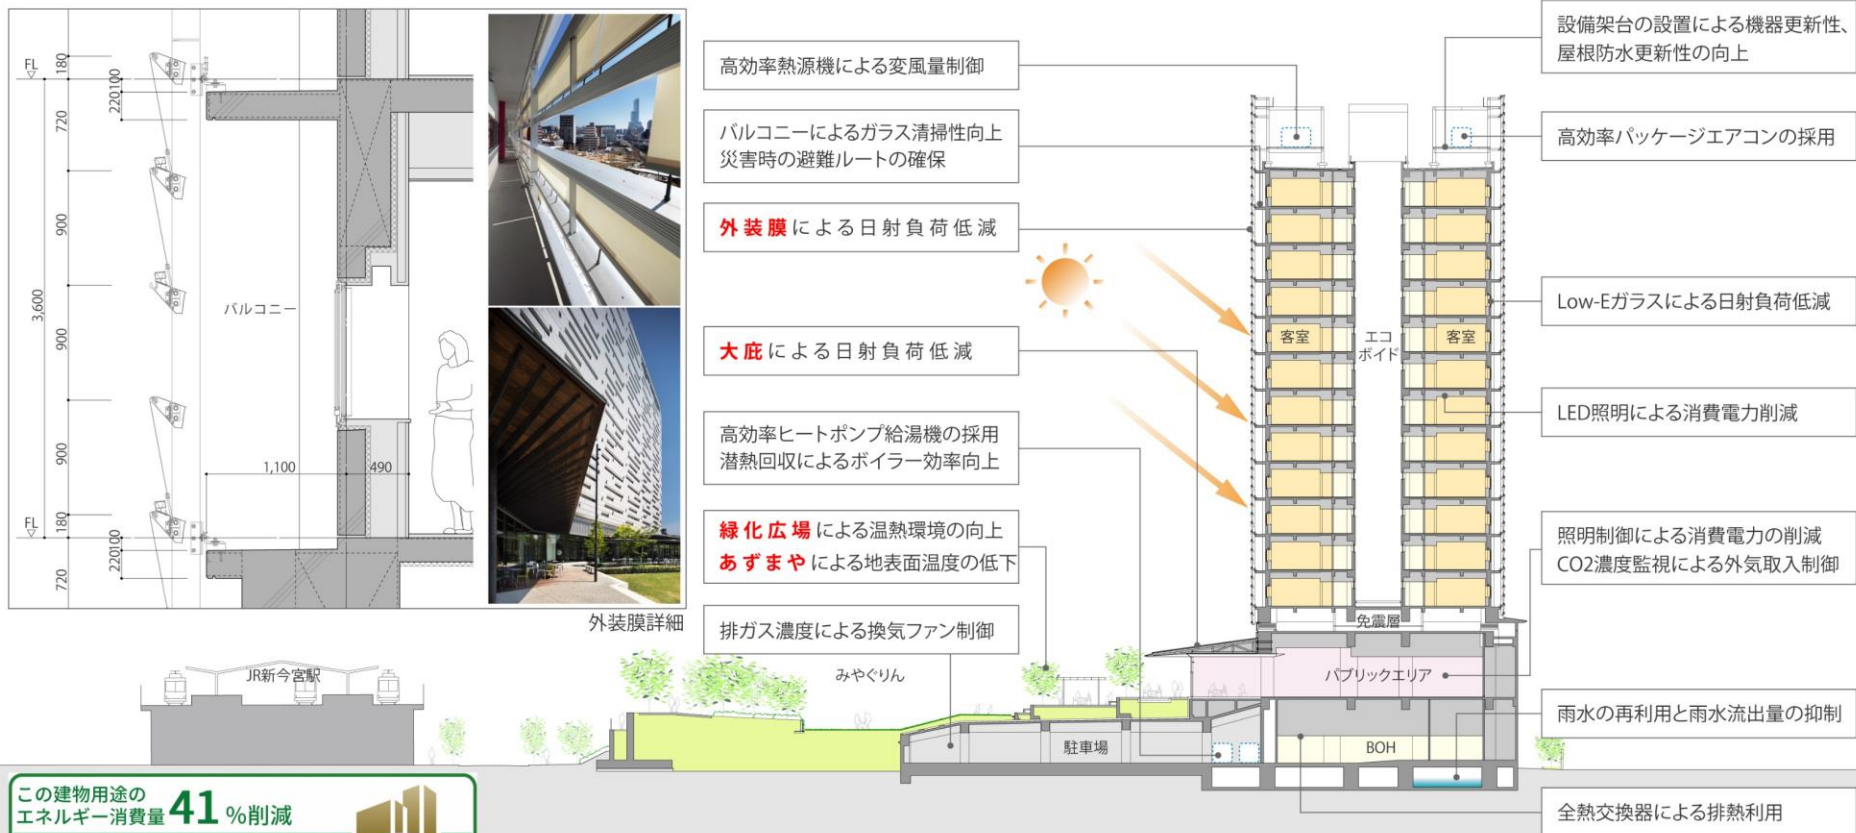 FL
180
220100
720
900
3,600
900
バルコニー
900
1,100
490
FL
180
220100
720
外装膜詳細
高効率熱源機による変風量制御
バルコニーによるガラス清掃性向上
災害時の避難ルートの確保
外装膜による日射負荷低減
大庇による日射負荷低減
高効率ヒートポンプ給湯機の採用
潜熱回収によるボイラー効率向上
緑化広場による温熱環境の向上
あずまやによる地表面温度の低下
排ガス濃度による換気ファン制御
設備架台の設置による機器更新性、
屋根防水更新性の向上
高効率パッケージエアコンの採用
Low-Eガラスによる日射負荷低減
LED照明による消費電力削減
照明制御による消費電力の削減
CO2濃度監視による外気取入制御
雨水の再利用と雨水流出量の抑制
全熱交換器による排熱利用
客室
エコ
ボイド
客室
免震層
パブリックエリア
BOH
駐車場
みやぐりん
JR新今宮駅
この建物用途の
エネルギー消費量 41 %削減